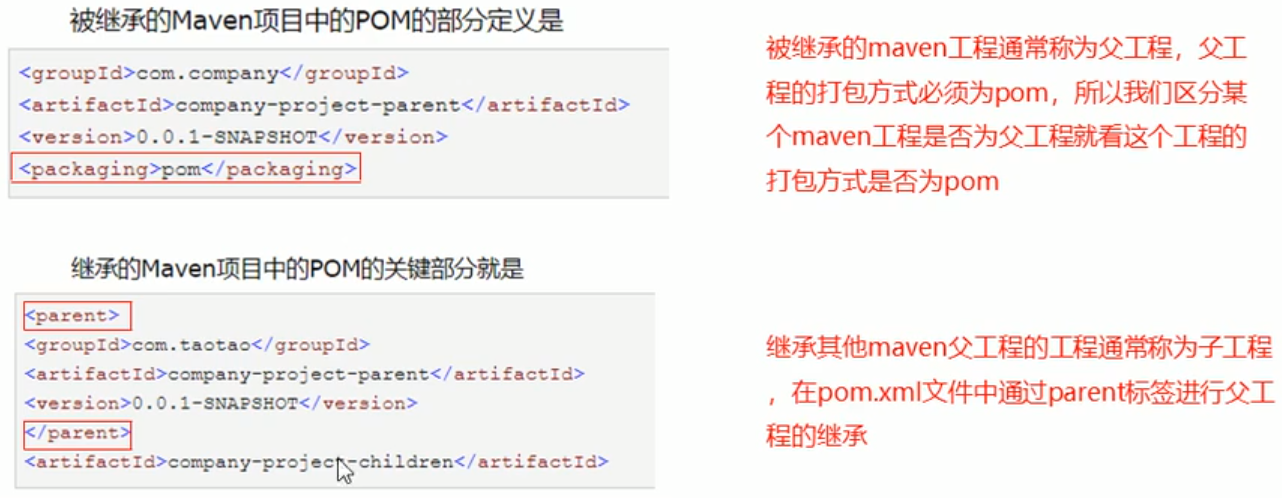 被继承的Maven项目中的POM的部分定义是
<groupId>com.company</groupId>
<artifactId>company-project-parent</artifactId>
<version>0.0.1-SNAPSHOT</version>
<packaging>pom</packaging>
被继承的maven工程通常称为父工程，父工
程的打包方式必须为pom，所以我们区分某
个maven工程是否为父工程就看这个工程的
打包方式是否为pom
继承的Maven项目中的POM的关键部分就是
<parent>
<groupId>com.taotao</groupId>
<artifactId>company-project-parent</artifactId>
<version>0.0.1-SNAPSHOT</version>
</parent>
<artifactId>company-project-children</artifactId>
继承其他maven父工程的工程通常称为子工程
，在pom.xml文件中通过parent标签进行父工
程的继承